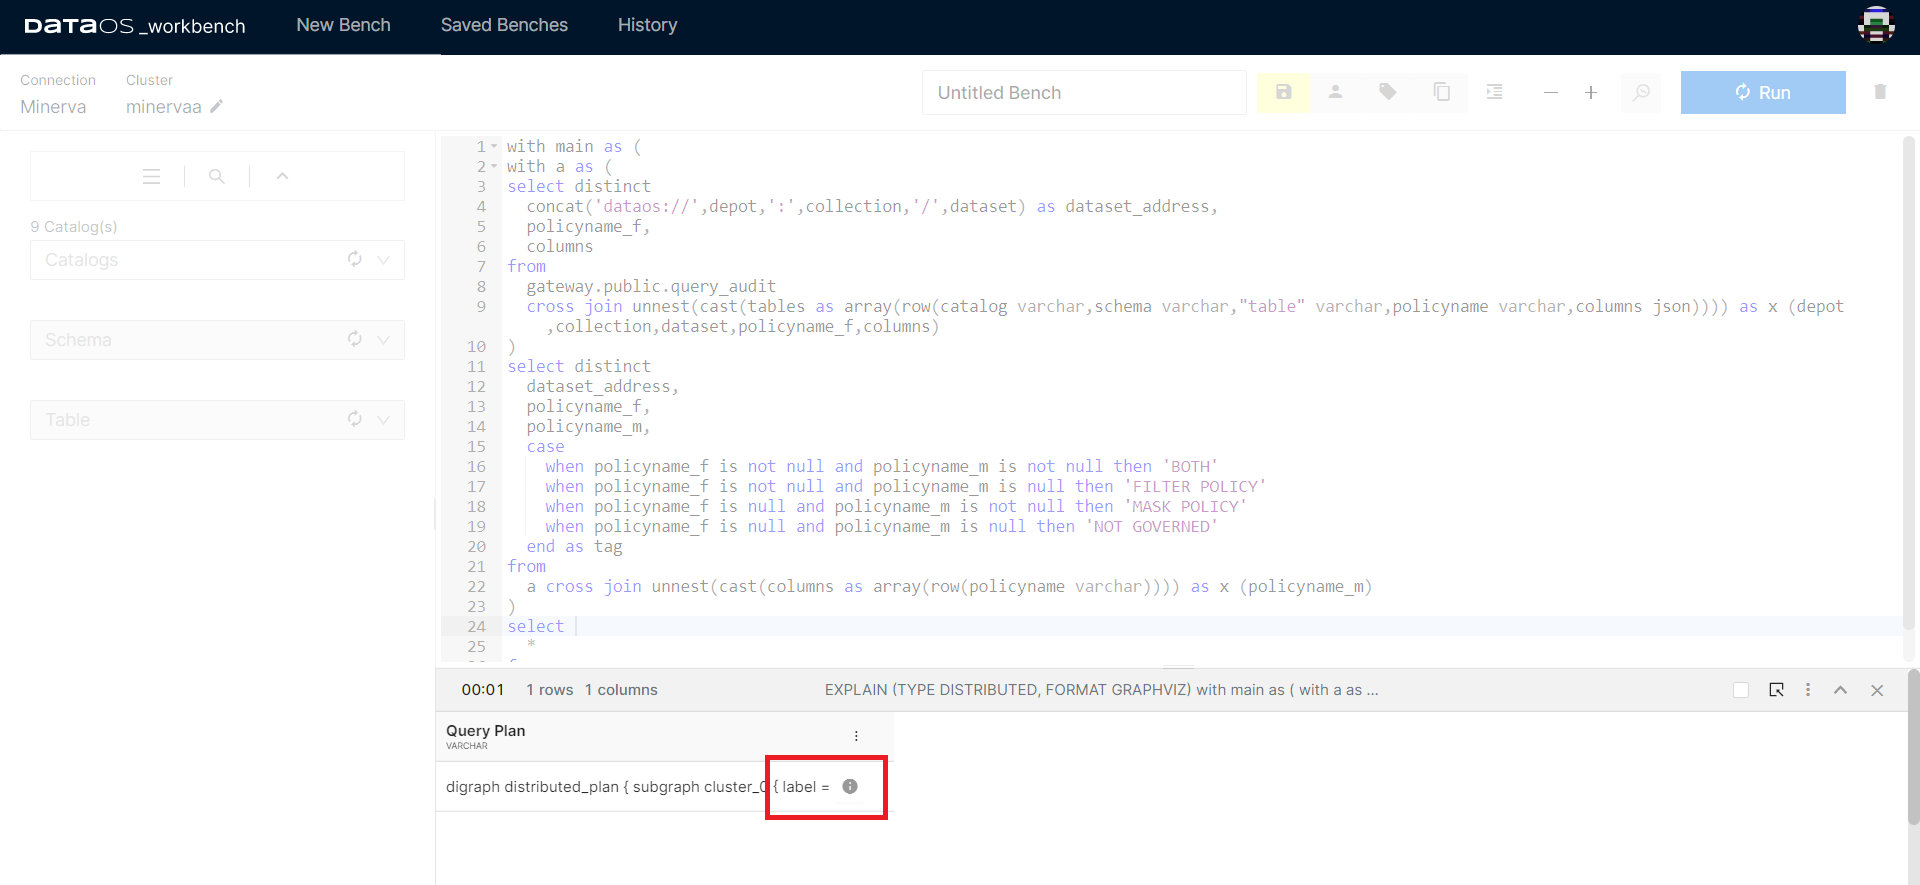 DATAOS _workbench New Bench Saved Benches History
Connection Cluster
Minerva minervaa Untitled Bench Run
9 Catalog(s)
Catalogs
Schema
Table
1 with main as (
2 with a as (
3 select distinct
4 concat('dataos://',depot,':',collection,'/',dataset) as dataset_address,
5 policyname_f,
6 columns
7 from
8 gateway.public.query_audit
9 cross join unnest(cast(tables as array(row(catalog varchar,schema varchar,"table" varchar,policyname varchar,columns json)))) as x (depot
,collection,dataset,policyname_f,columns)
10 )
11 select distinct
12 dataset_address,
13 policyname_f,
14 policyname_m,
15 case
16 when policyname_f is not null and policyname_m is not null then 'BOTH'
17 when policyname_f is not null and policyname_m is null then 'FILTER POLICY'
18 when policyname_f is null and policyname_m is not null then 'MASK POLICY'
19 when policyname_f is null and policyname_m is null then 'NOT GOVERNED'
20 end as tag
21 from
22 a cross join unnest(cast(columns as array(row(policyname varchar)))) as x (policyname_m)
23 )
24 select
25 *
00:01 1 rows 1 columns EXPLAIN (TYPE DISTRIBUTED, FORMAT GRAPHVIZ) with main as ( with a as ...
Query Plan
VARCHAR
digraph distributed_plan { subgraph cluster_0 { label =